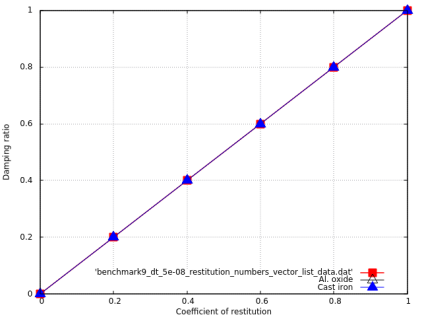 1
0.8
0.6
0.4
0.2
0
0 0.2 0.4 0.6 0.8 1
Damping ratio
Coefficient of restitution
'benchmark9_dt_5e-08_restitution_numbers_vector_list_data.dat'
Al. oxide
Cast iron